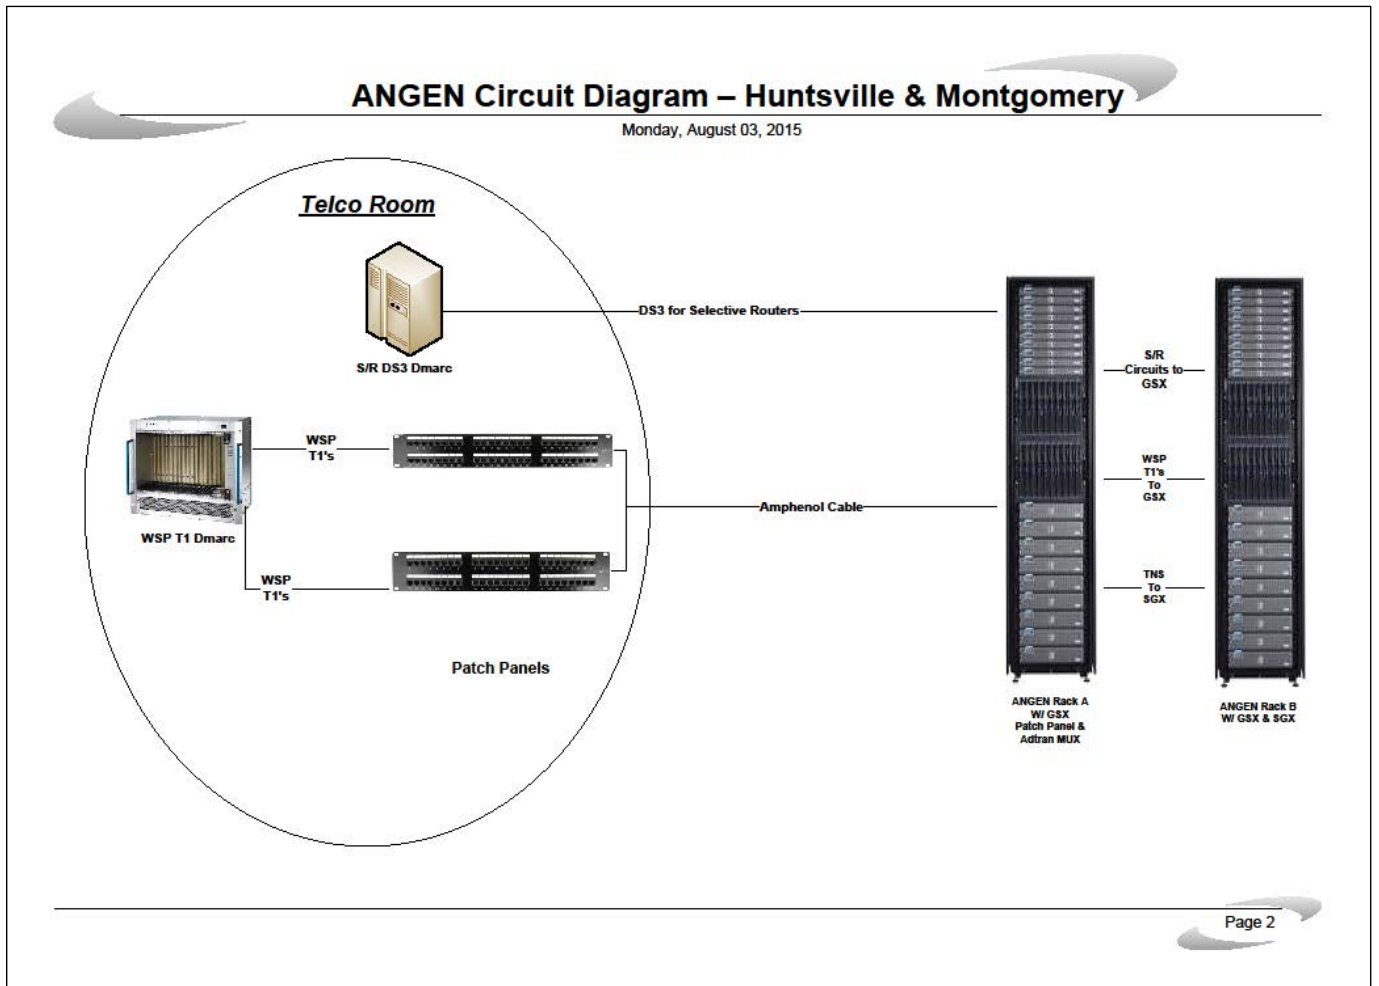 ANGEN Circuit Diagram – Huntsville & Montgomery
Monday, August 03, 2015
Telco Room
S/R DS3 Dmarc
DS3 for Selective Routers
S/R
Circuits to
GSX
WSP
T1's
WSP T1 Dmarc
WSP
T1's
Patch Panels
Amphenol Cable
WSP
T1's
To
GSX
TNS
To
SGX
ANGEN Rack A
W/ GSX
Patch Panel &
Adtran MUX
ANGEN Rack B
W/ GSX & SGX
Page 2